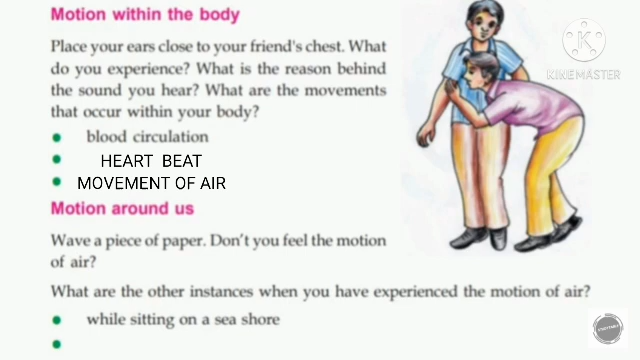 Motion within the body
Place your ears close to your friend's chest. What
do you experience? What is the reason behind
the sound you hear? What are the movements
that occur within your body?
blood circulation
HEART BEAT
MOVEMENT OF AIR
Motion around us
Wave a piece of paper. Don't you feel the motion
of air?
What are the other instances when you have experienced the motion of air?
while sitting on a sea shore
KINEMASTER